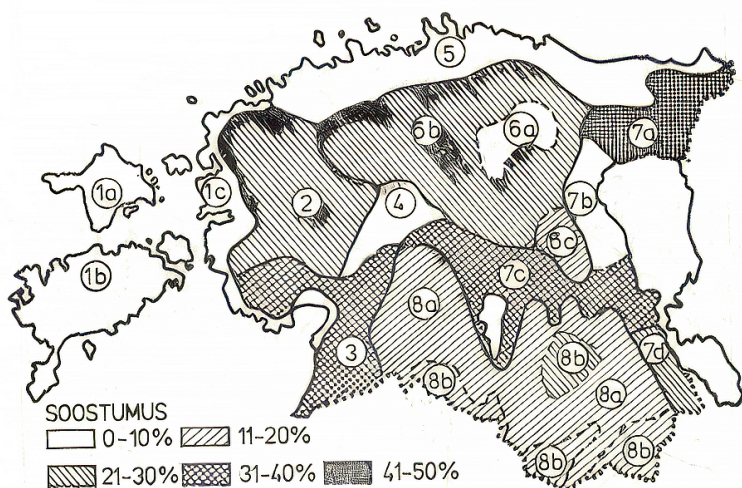 5
6b
6a
7a
1a
1c
2
4
7b
6c
1b
7c
8a
3
8b
8b
7d
8a
8b
8b
SOOSTUMUS
0-10%
11-20%
21-30%
31-40%
41-50%